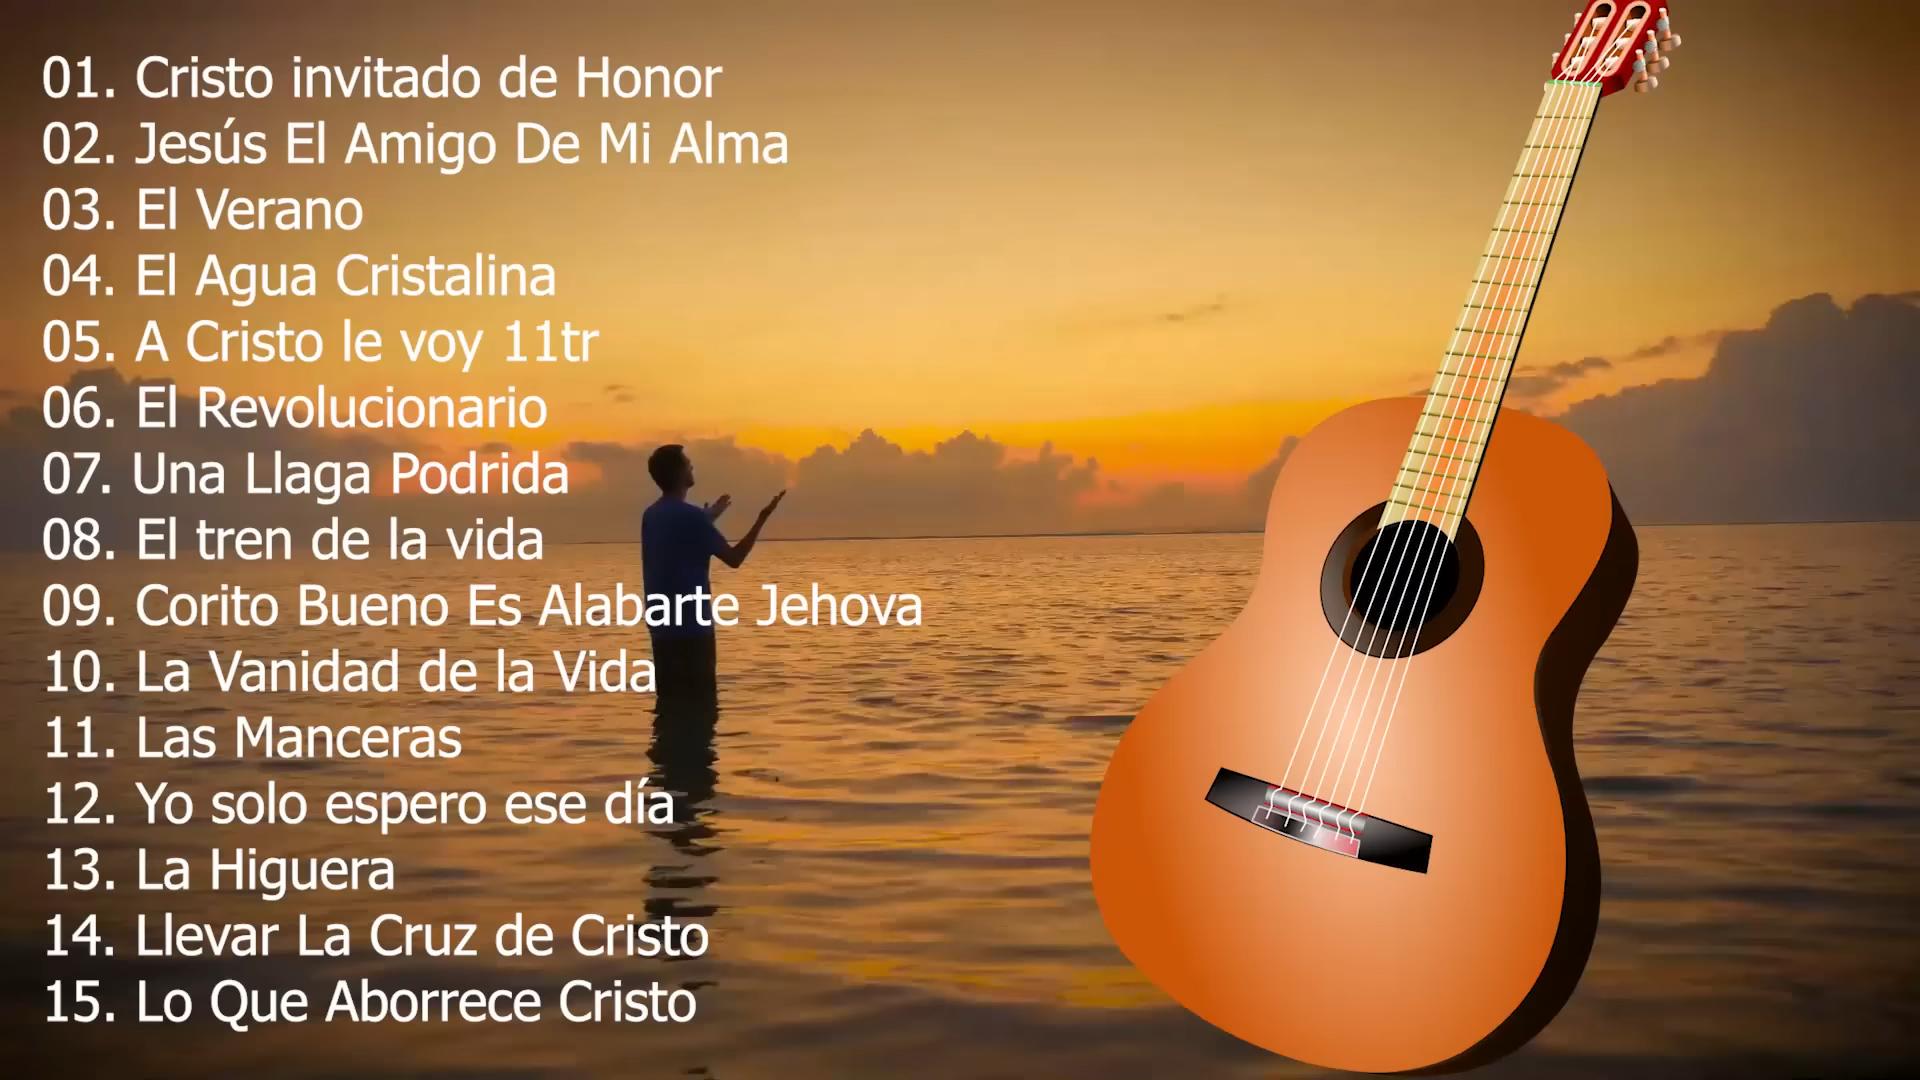 01. Cristo invitado de Honor
02. Jesús El Amigo De Mi Alma
03. El Verano
04. El Agua Cristalina
05. A Cristo le voy 11tr
06. El Revolucionario
07. Una Llaga Podrida
08. El tren de la vida
09. Corito Bueno Es Alabarte Jehova
10. La Vanidad de la Vida
11. Las Manceras
12. Yo solo espero ese día
13. La Higuera
14. Llevar La Cruz de Cristo
15. Lo Que Aborrece Cristo